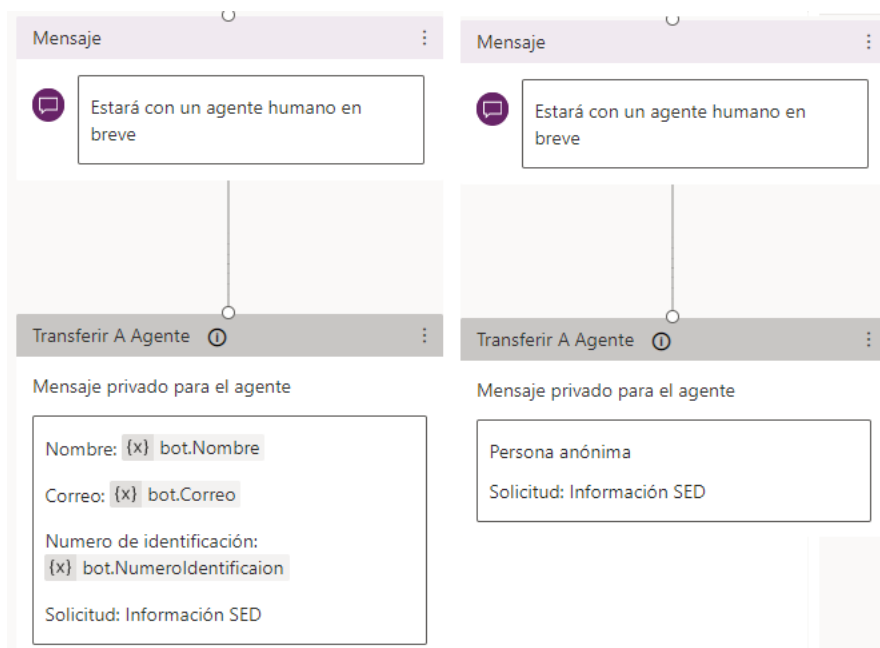 Mensaje
Estará con un agente humano en
breve
Transferir A Agente
Mensaje privado para el agente
Nombre: {x} bot.Nombre
Correo: {x} bot.Correo
Numero de identificación:
{x} bot.NumeroIdentificaion
Solicitud: Información SED
Mensaje
Estará con un agente humano en
breve
Transferir A Agente
Mensaje privado para el agente
Persona anónima
Solicitud: Información SED